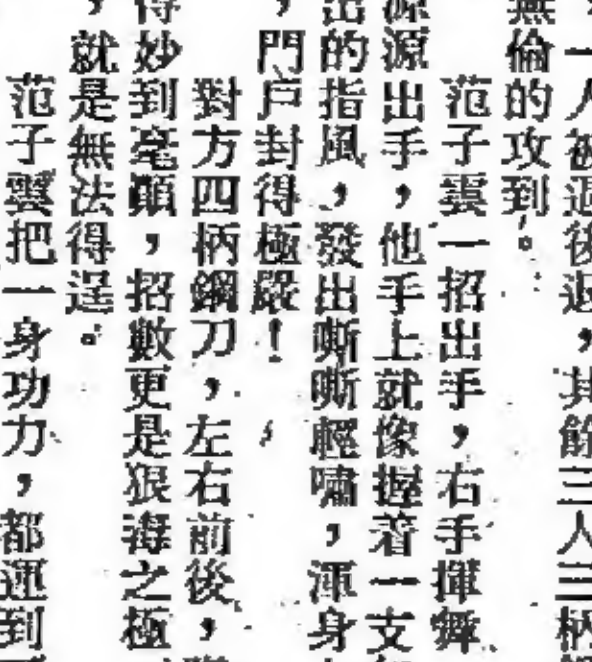 一人被逼後退，其餘三人三柄
無倫的攻到。
范子雲一招出手，右手揮舞
源源出手，他手上就像握着一支
出的指風，發出嘶嘶輕嘯，渾身
，門戶封得極嚴！
對方四柄鋼刀，左右前後，
得妙到毫顛，招數更是狠毒之極
，就是無法得逞。
范子雲把一身功力，都運到